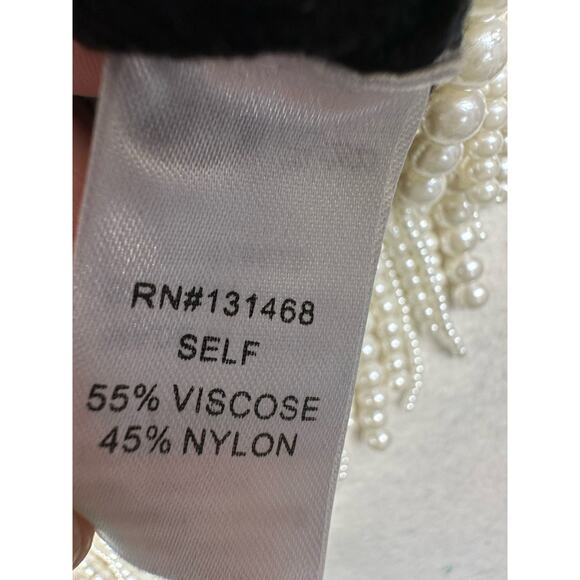 RN#131468
SELF
55% VISCOSE
45% NYLON